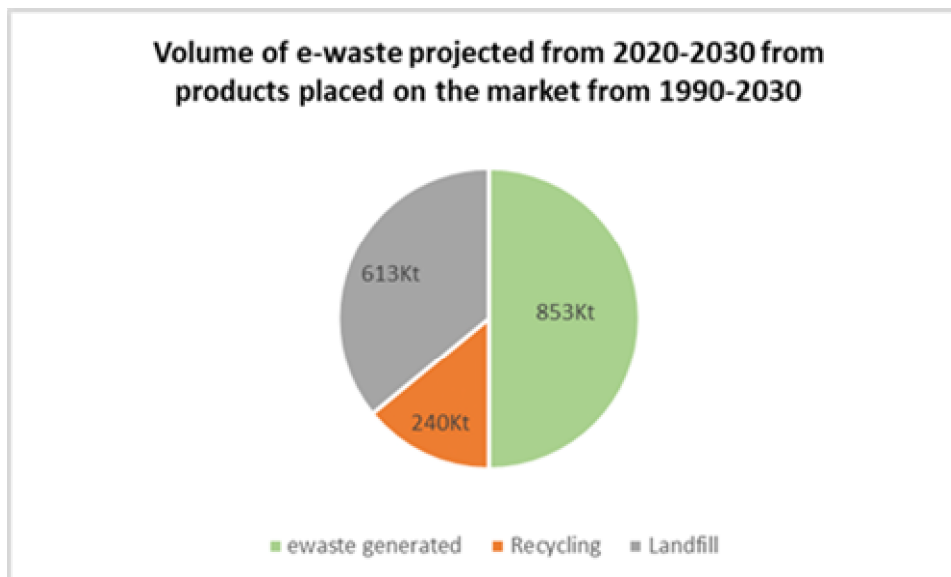 Volume of e-waste projected from 2020-2030 from
products placed on the market from 1990-2030
613Kt
853Kt
240Kt
ewaste generated Recycling Landfill